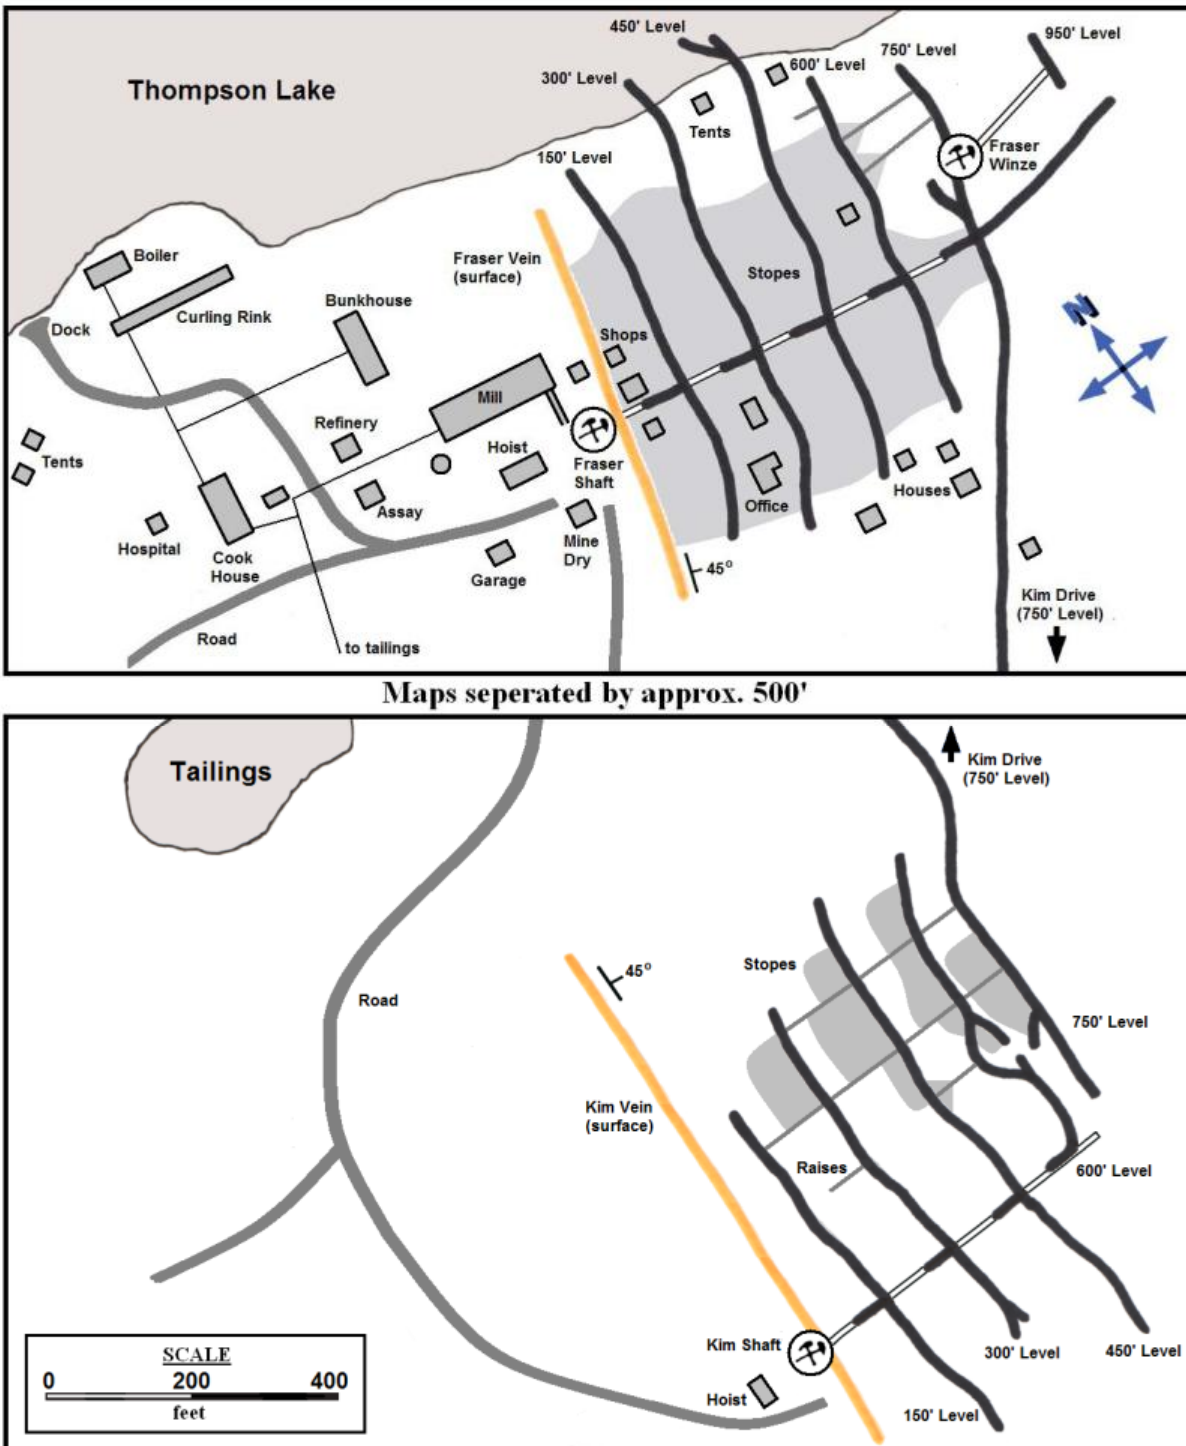 450' Level
950' Level
750' Level
600' Level
300' Level
Thompson Lake
Tents
Fraser
Winze
150' Level
Boiler
Fraser Vein
(surface)
Stopes
Bunkhouse
N
Curling Rink
Dock
Shops
Mill
Refinery
Hoist
Tents
Fraser
Shaft
Houses
Office
Assay
Hospital
Mine
Dry
Cook
House
Garage
45°
Kim Drive
(750' Level)
Road
to tailings
Maps seperated by approx. 500'
Tailings
Kim Drive
(750' Level)
Stopes
45°
Road
750' Level
Kim Vein
(surface)
Raises
600' Level
Kim Shaft
SCALE
0 200 400
feet
300' Level
450' Level
Hoist
150' Level